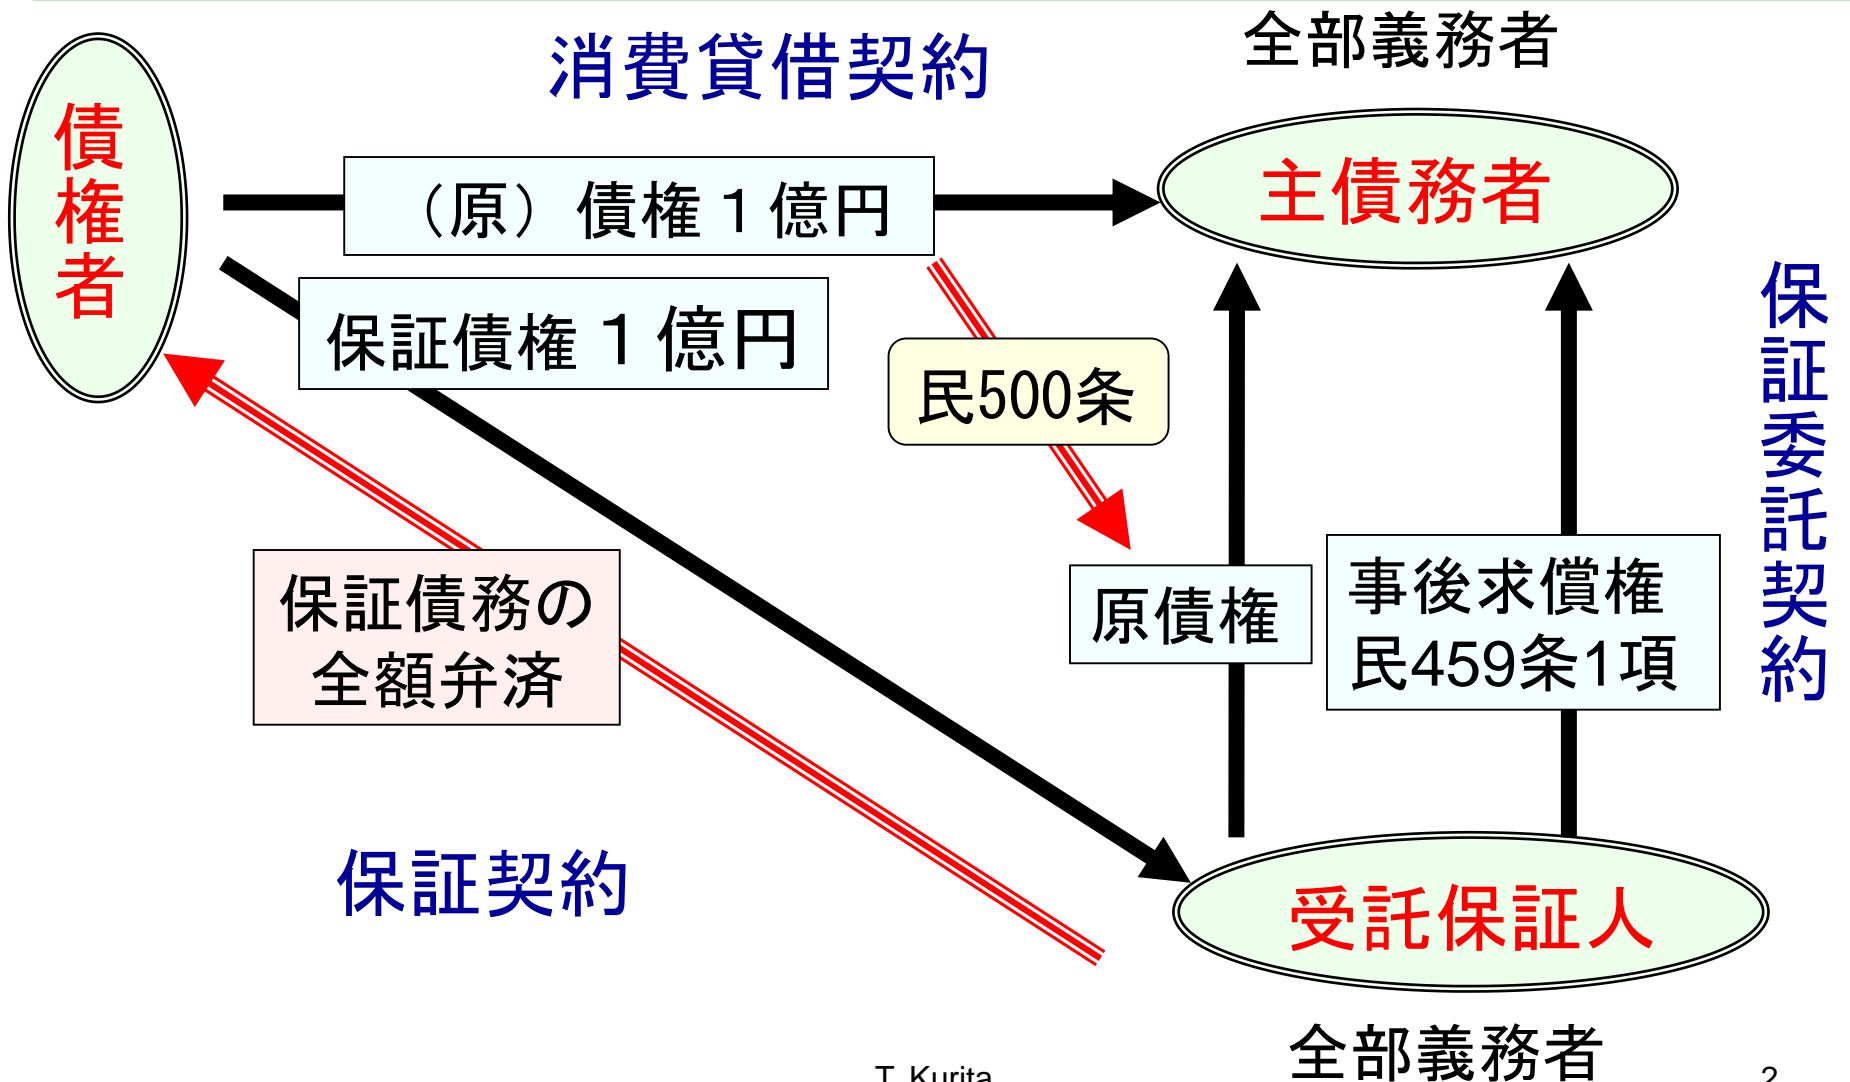 全部義務者
消費貸借契約
債権者
（原）債権１億円
主債務者
保証債権１億円
民500条
保証委託契約
保証債務の
全額弁済
原債権
事後求償権
民459条1項
保証契約
受託保証人
全部義務者
T. Kurita
2